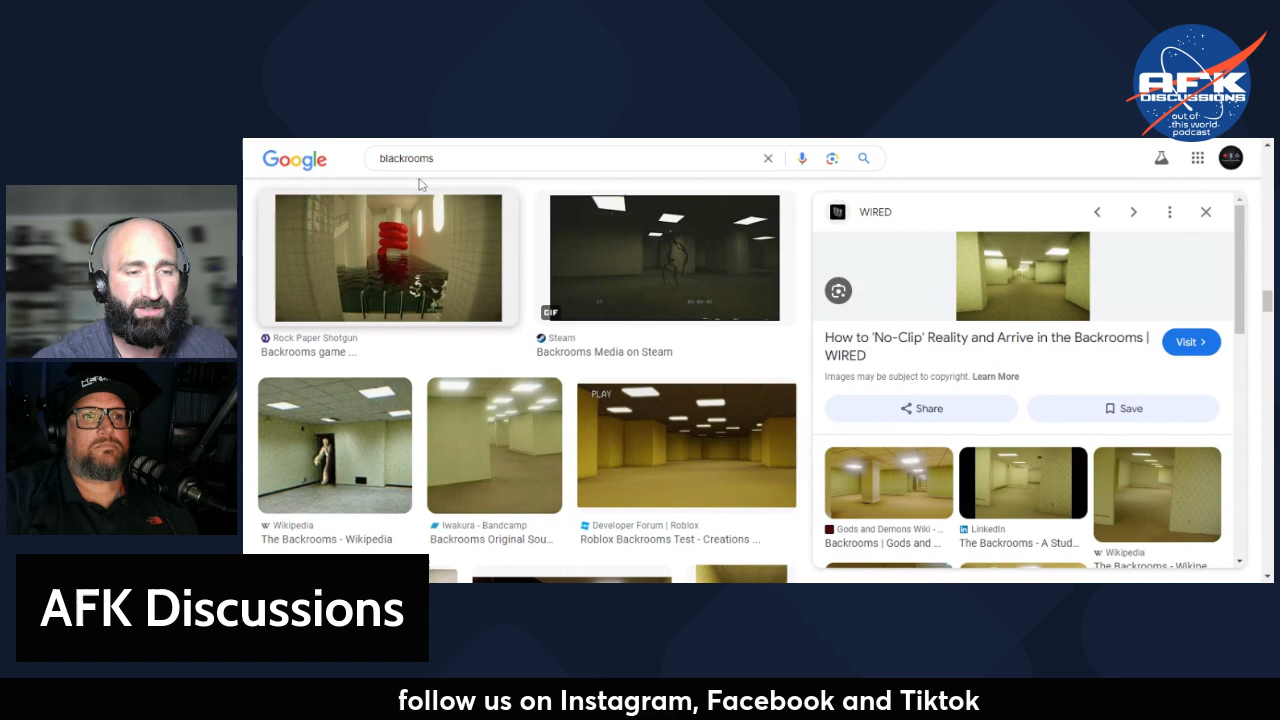 AFK
DISCUSSIONS
out of
this world
podcast
Google
blackrooms
WIRED
GIF
Rock Paper Shotgun
Backrooms game ...
Steam
Backrooms Media on Steam
How to 'No-Clip' Reality and Arrive in the Backrooms |
WIRED
Visit
Images may be subject to copyright. Learn More
Share
Save
PLAY
Wikipedia
The Backrooms - Wikipedia
Iwakura - Bandcamp
Backrooms Original Sou...
Developer Forum | Roblox
Roblox Backrooms Test - Creations ...
Gods and Demons Wiki - ...
Backrooms | Gods and ...
LinkedIn
The Backrooms - A Stud...
Wikipedia
The Backrooms - Wikipe
AFK Discussions
follow us on Instagram, Facebook and Tiktok